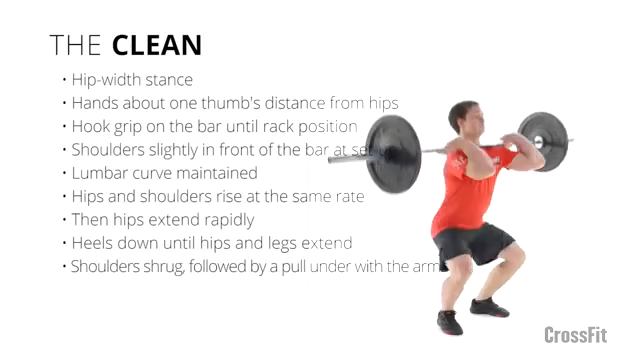 THE CLEAN
• Hip-width stance
• Hands about one thumb's distance from hips
• Hook grip on the bar until rack position
• Shoulders slightly in front of the bar at set
• Lumbar curve maintained
• Hips and shoulders rise at the same rate
• Then hips extend rapidly
• Heels down until hips and legs extend
• Shoulders shrug, followed by a pull under with the arm
CrossFit